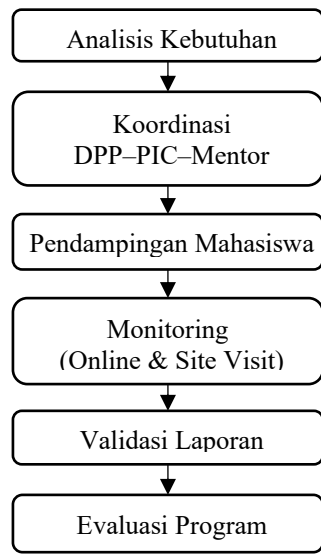 Analisis Kebutuhan
Koordinasi
DPP–PIC–Mentor
Pendampingan Mahasiswa
Monitoring
(Online & Site Visit)
Validasi Laporan
Evaluasi Program